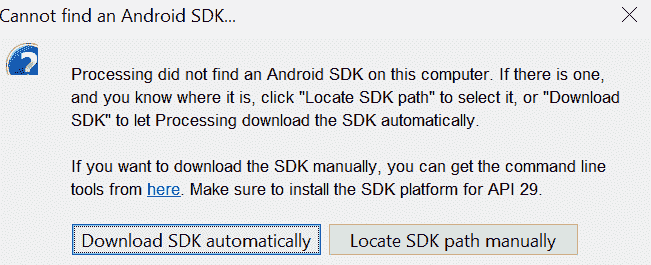 Cannot find an Android SDK...
Processing did not find an Android SDK on this computer. If there is one,
and you know where it is, click "Locate SDK path" to select it, or "Download
SDK" to let Processing download the SDK automatically.
If you want to download the SDK manually, you can get the command line
tools from here. Make sure to install the SDK platform for API 29.
Download SDK automatically
Locate SDK path manually